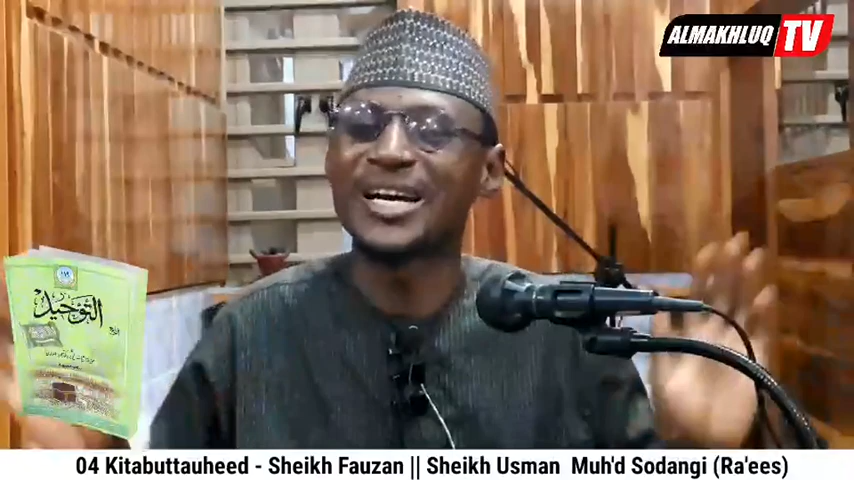 ALMAKHLUQ TV
التوحيد
04 Kitabuttauheed - Sheikh Fauzan || Sheikh Usman Muh'd Sodangi (Ra'ees)